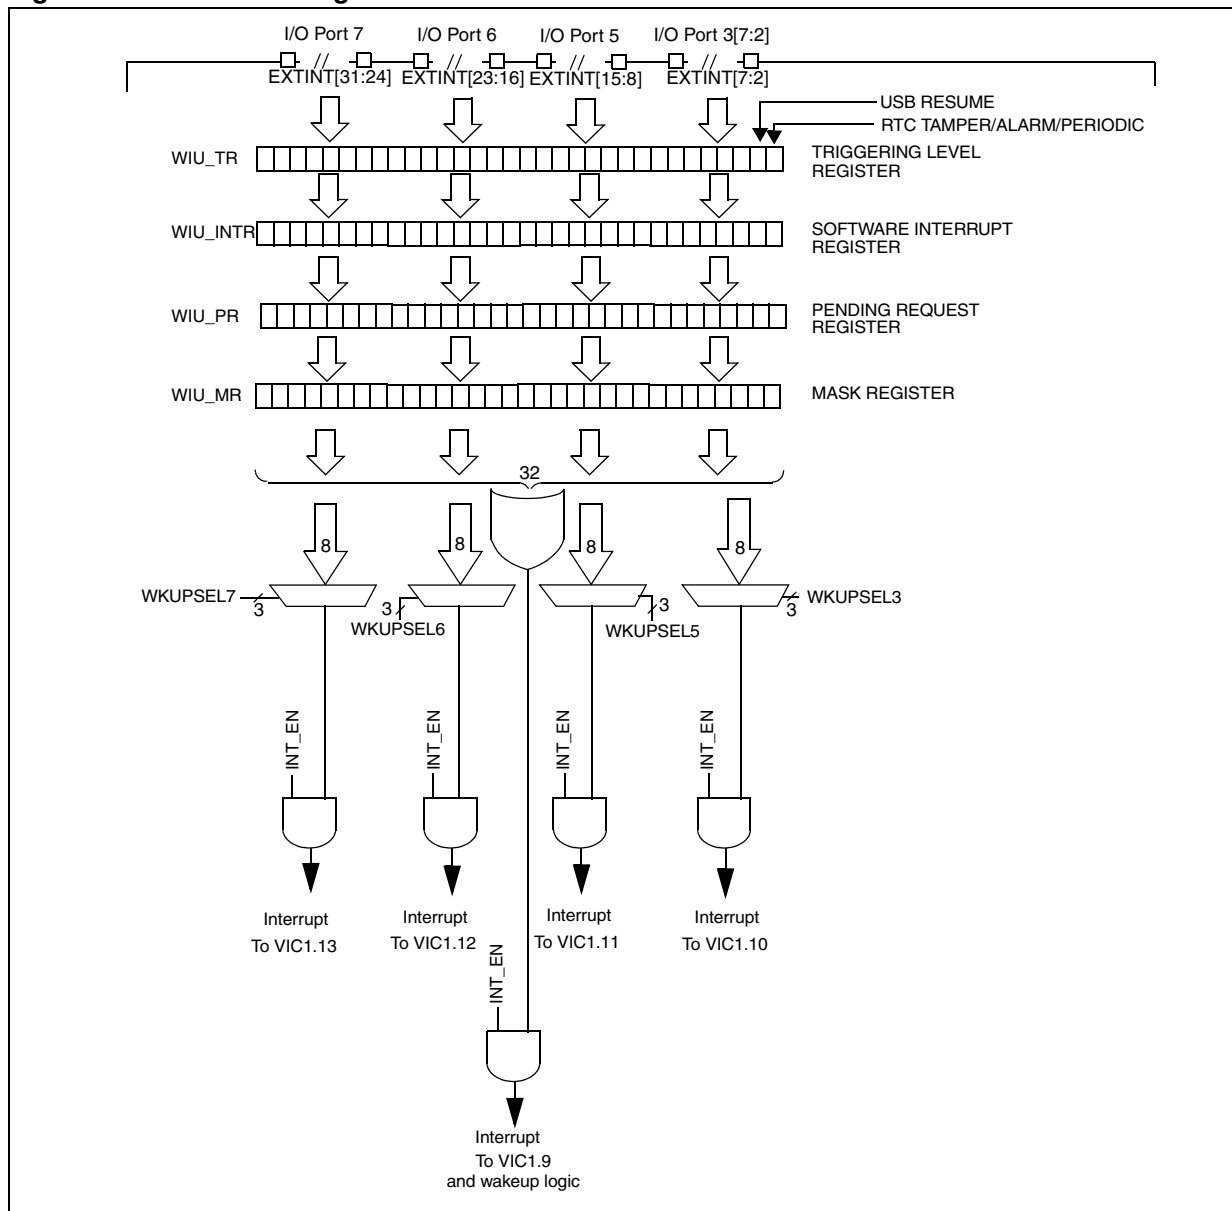 I/O Port 7 I/O Port 6 I/O Port 5 I/O Port 3[7:2]
EXTINT[31:24] EXTINT[23:16] EXTINT[15:8] EXTINT[7:2]
USB RESUME
RTC TAMPER/ALARM/PERIODIC
WIU_TR
TRIGGERING LEVEL
REGISTER
WIU_INTR
SOFTWARE INTERRUPT
REGISTER
WIU_PR
PENDING REQUEST
REGISTER
WIU_MR
MASK REGISTER
32
8 8 8 8
WKUPSEL7 3
3 WKUPSEL6
3 WKUPSEL5
3 WKUPSEL3
INT_EN INT_EN INT_EN INT_EN
Interrupt Interrupt Interrupt Interrupt
To VIC1.13 To VIC1.12 To VIC1.11 To VIC1.10
INT_EN
Interrupt
To VIC1.9
and wakeup logic